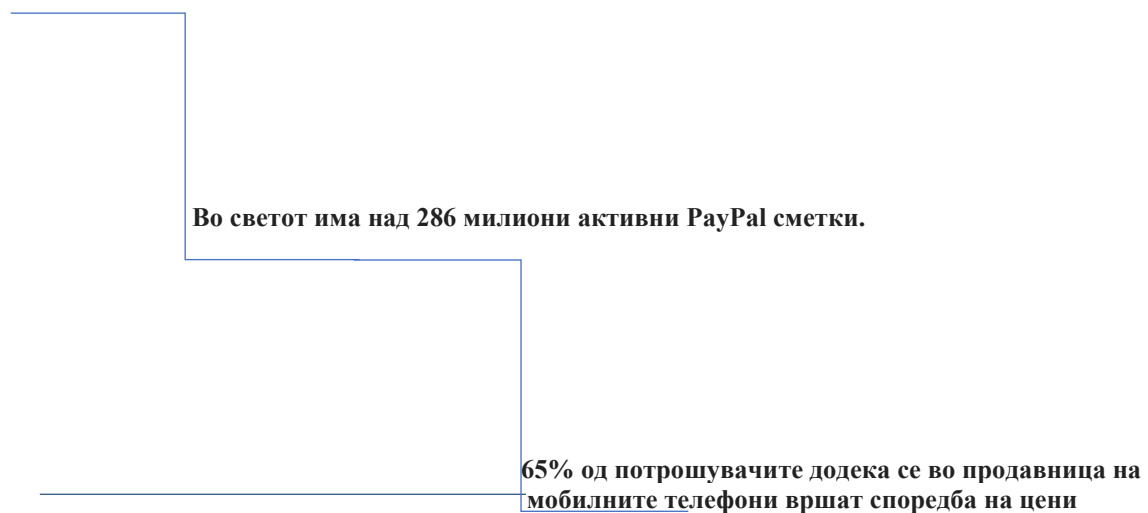 Во светот има над 286 милиони активни PayPal сметки.
65% од потрошувачите додека се во продавница на
мобилните телефони вршат споредба на цени